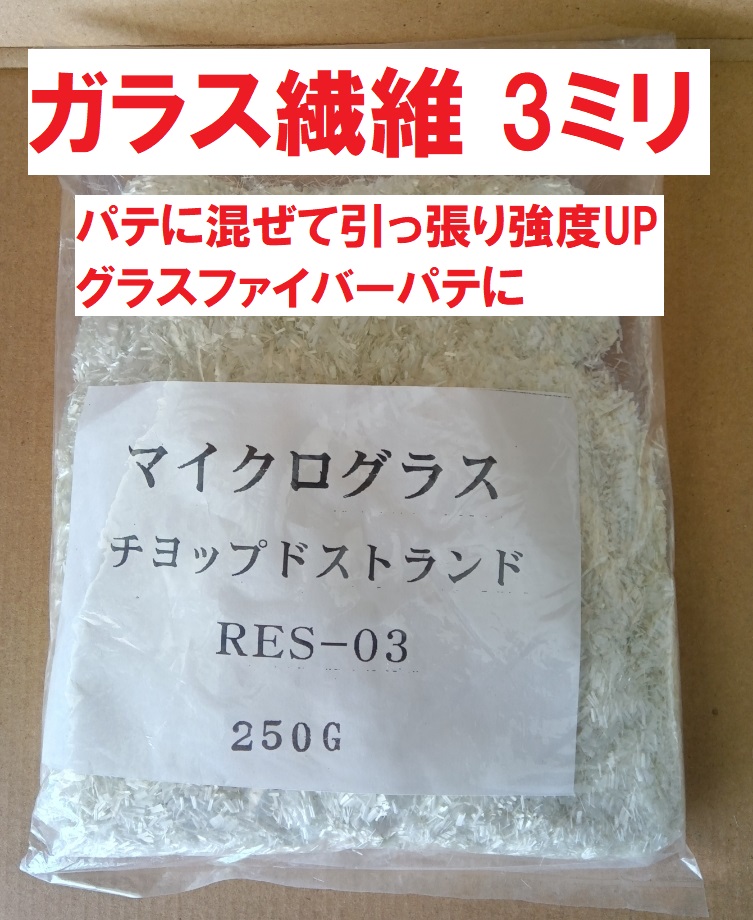 ガラス繊維 3ミリ
パテに混ぜて引っ張り強度UP
グラスファイバーパテに
マイクログラス
チヨップドストランド
RES-03
250G